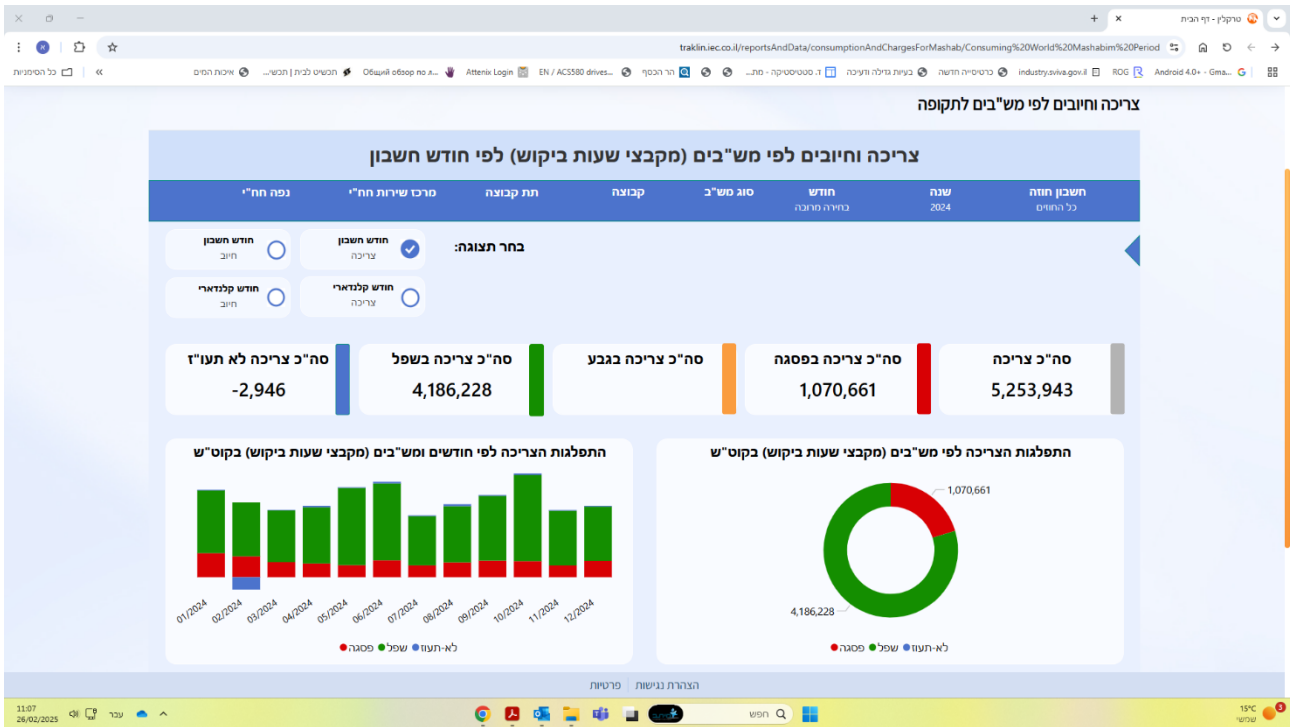 טרקלין - דף הבית
traklin.iec.co.il/reportsAndData/consumptionAndChargesForMashab/Consuming%20World%20Mashabim%20Period
Android 4.0+ - Gma...
ROG
industry.sviva.gov.il
כרטיסייה חדשה
בעיות גדילה ודעיכה
ד. סטטיסטיקה - מת...
הר הכסף
EN / ACS580 drives...
Attenix Login
Общий обзор по л...
תכשיט לבית | תכשי...
איכות המים
»
כל הסימניות
צריכה וחיובים לפי מש"בים לתקופה
צריכה וחיובים לפי מש"בים (מקבצי שעות ביקוש) לפי חודש חשבון
חשבון חוזה
כל החוזים
שנה
2024
חודש
בחירה מרובה
סוג מש"ב
קבוצה
תת קבוצה
מרכז שירות חח"י
נפה חח"י
בחר תצוגה:
חודש חשבון
צריכה
חודש חשבון
חיוב
חודש קלנדארי
צריכה
חודש קלנדארי
חיוב
סה"כ צריכה
5,253,943
סה"כ צריכה בפסגה
1,070,661
סה"כ צריכה בגבע
סה"כ צריכה בשפל
4,186,228
סה"כ צריכה לא תעו"ז
-2,946
התפלגות הצריכה לפי מש"בים (מקבצי שעות ביקוש) בקוט"ש
1,070,661
4,186,228
לא-תעוז שפל פסגה
התפלגות הצריכה לפי חודשים ומש"בים (מקבצי שעות ביקוש) בקוט"ש
01/2024 02/2024 03/2024 04/2024 05/2024 06/2024 07/2024 08/2024 09/2024 10/2024 11/2024 12/2024
לא-תעוז שפל פסגה
הצהרת נגישות | פרטיות
15°C
שמשי
3
חפש
עבר
11:07
26/02/2025